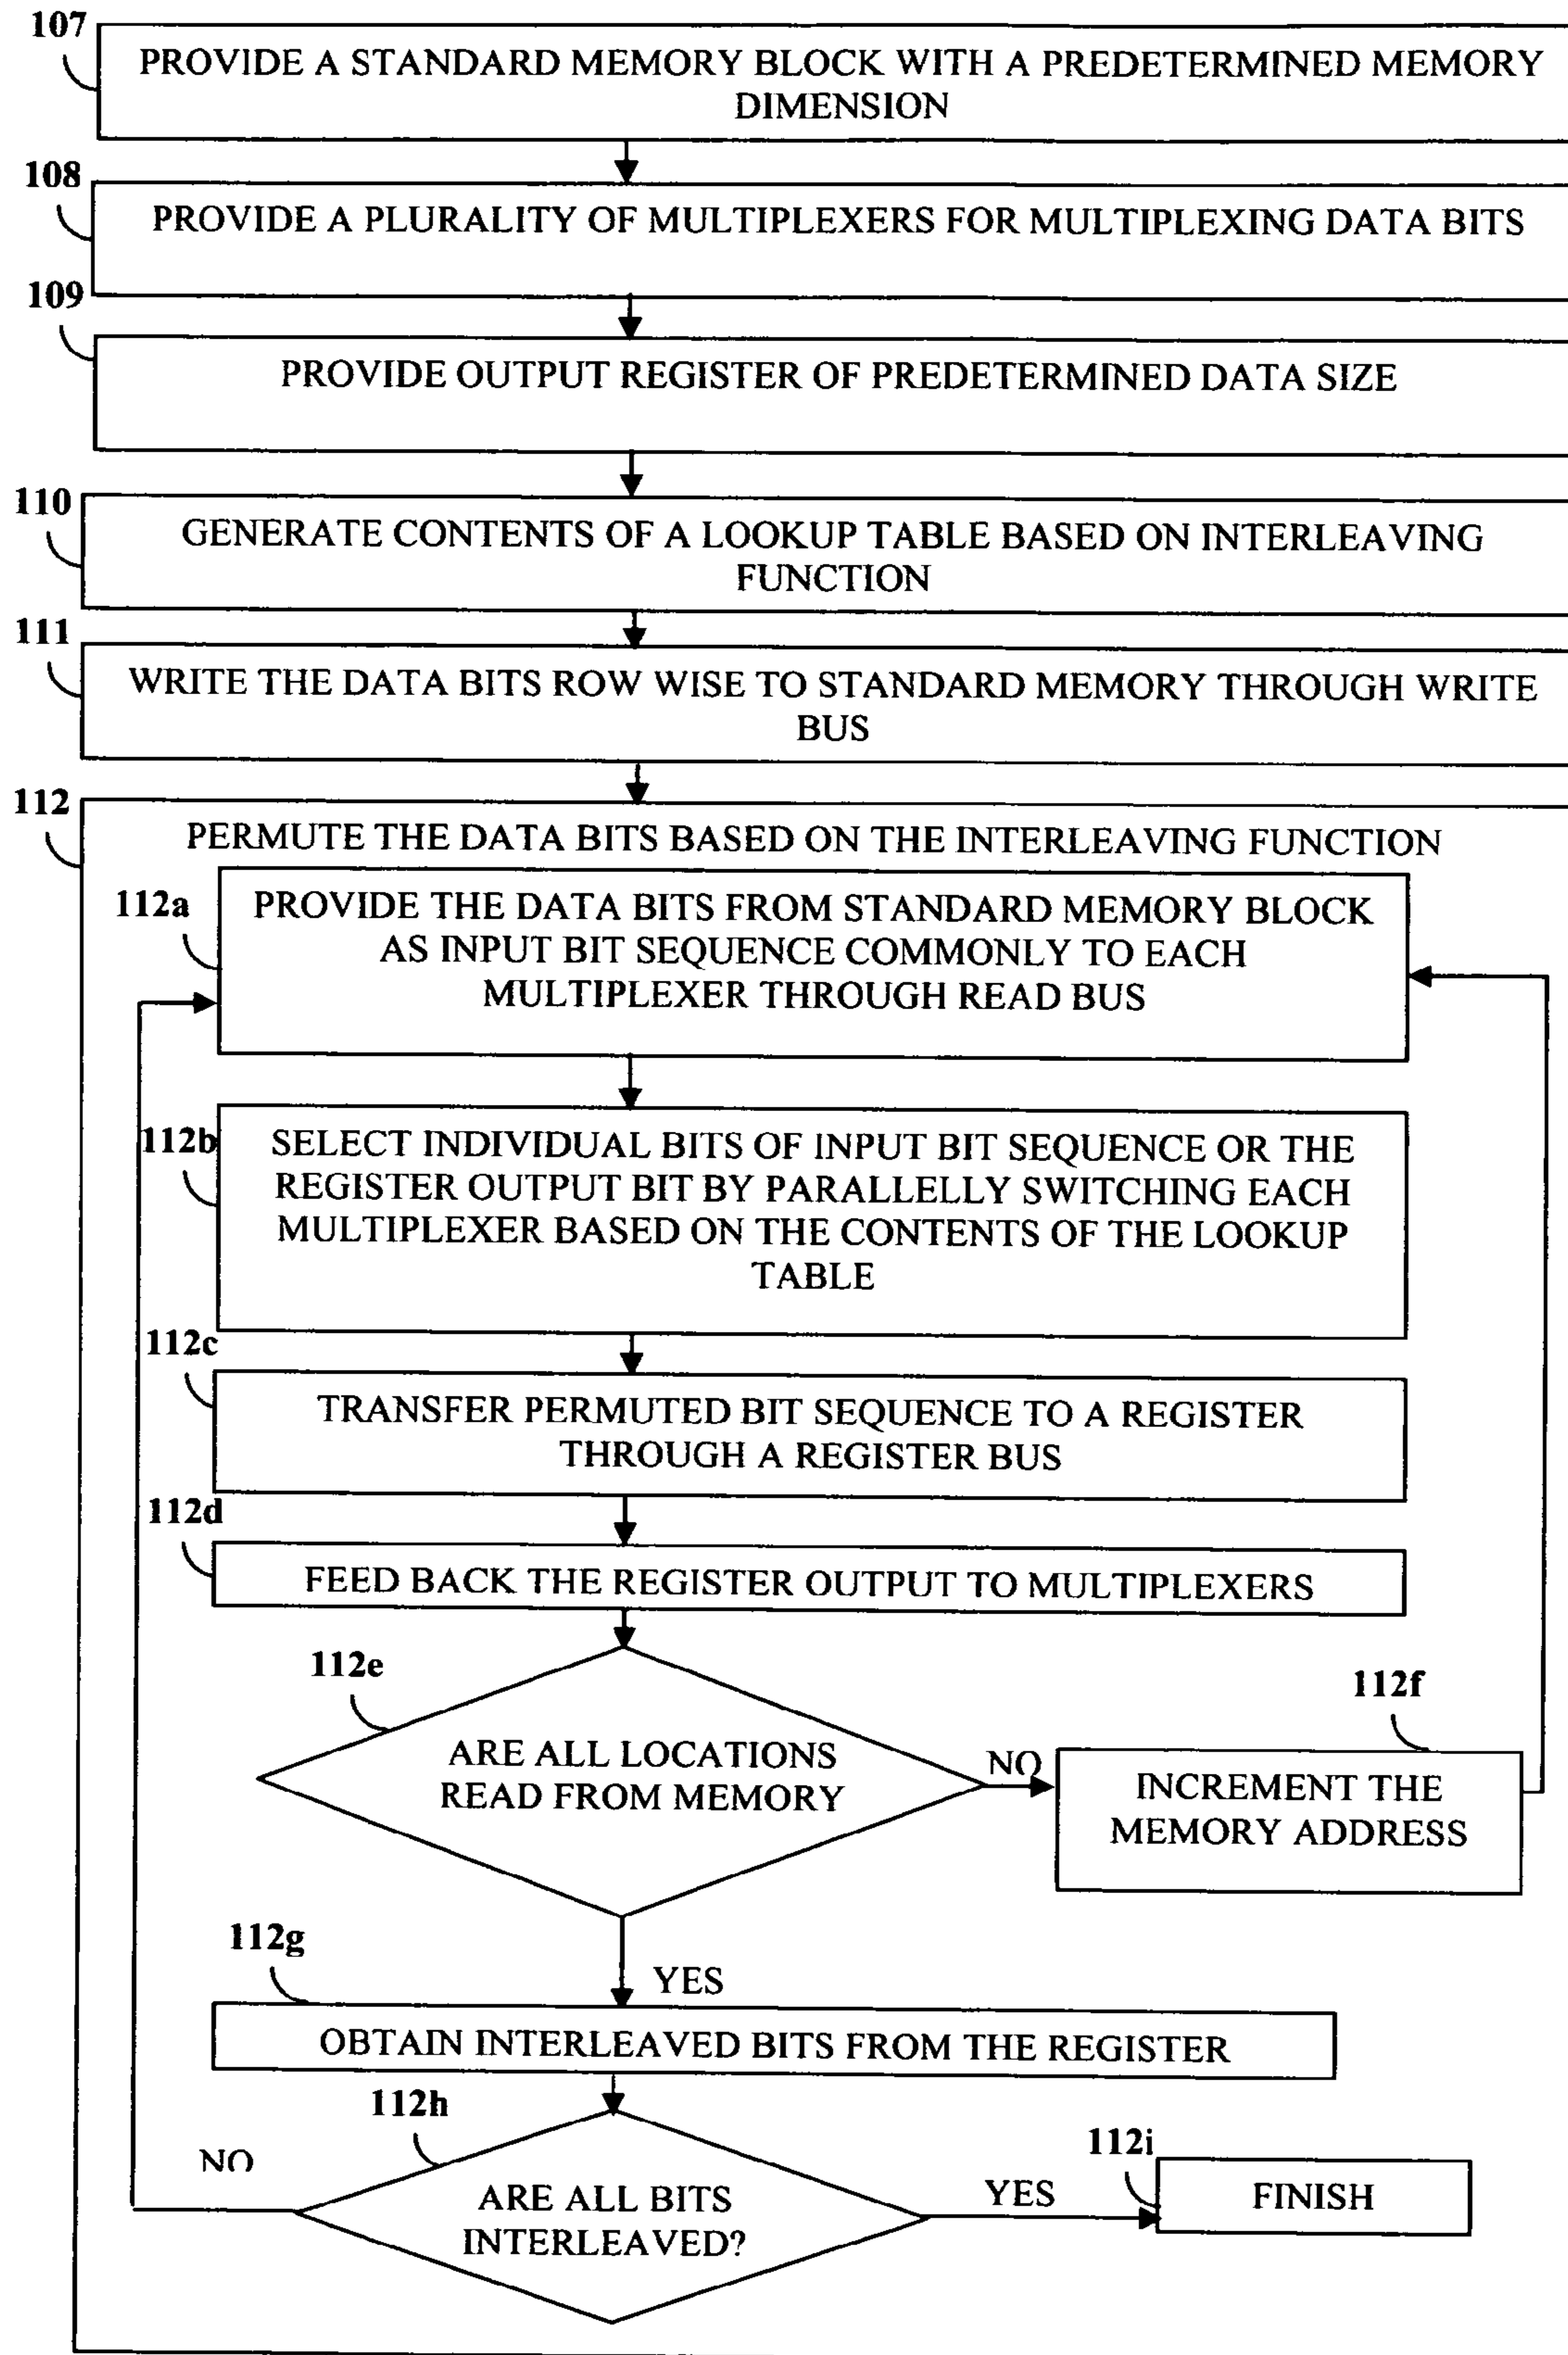 107
PROVIDE A STANDARD MEMORY BLOCK WITH A PREDETERMINED MEMORY
DIMENSION
108
PROVIDE A PLURALITY OF MULTIPLEXERS FOR MULTIPLEXING DATA BITS
109
PROVIDE OUTPUT REGISTER OF PREDETERMINED DATA SIZE
110
GENERATE CONTENTS OF A LOOKUP TABLE BASED ON INTERLEAVING
FUNCTION
111
WRITE THE DATA BITS ROW WISE TO STANDARD MEMORY THROUGH WRITE
BUS
112
PERMUTE THE DATA BITS BASED ON THE INTERLEAVING FUNCTION
112a
PROVIDE THE DATA BITS FROM STANDARD MEMORY BLOCK
AS INPUT BIT SEQUENCE COMMONLY TO EACH
MULTIPLEXER THROUGH READ BUS
112b
SELECT INDIVIDUAL BITS OF INPUT BIT SEQUENCE OR THE
REGISTER OUTPUT BIT BY PARALLELLY SWITCHING EACH
MULTIPLEXER BASED ON THE CONTENTS OF THE LOOKUP
TABLE
112c
TRANSFER PERMUTED BIT SEQUENCE TO A REGISTER
THROUGH A REGISTER BUS
112d
FEED BACK THE REGISTER OUTPUT TO MULTIPLEXERS
112e
ARE ALL LOCATIONS
READ FROM MEMORY
NO
112f
INCREMENT THE
MEMORY ADDRESS
YES
112g
OBTAIN INTERLEAVED BITS FROM THE REGISTER
112h
ARE ALL BITS
INTERLEAVED?
NO
YES
112i
FINISH